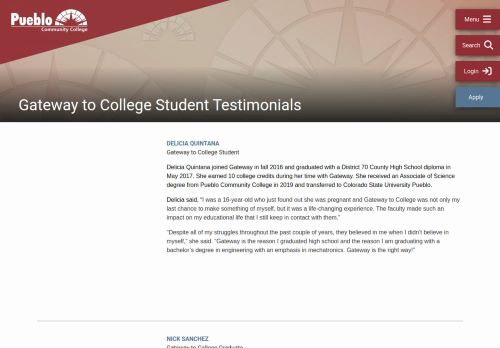 Pueblo
Community College
Menu
Search
Login
Apply
Gateway to College Student Testimonials
DELICIA QUINTANA
Gateway to College Student
Delicia Quintana joined Gateway in fall 2016 and graduated with a District 70 County High School diploma in
May 2017. She earned 10 college credits during her time with Gateway. She received an Associate of Science
degree from Pueblo Community College in 2019 and transferred to Colorado State University Pueblo.
Delicia said, "I was a 16-year-old who just found out she was pregnant and Gateway to College was not only my
last chance to make something of myself, but it was a life-changing experience. The faculty made such an
impact on my educational life that I still keep in contact with them."
"Despite all of my struggles throughout the past couple of years, they believed in me when I didn't believe in
myself," she said. "Gateway is the reason I graduated high school and the reason I am graduating with a
bachelor's degree in engineering with an emphasis in mechatronics. Gateway is the right way!"
NICK SANCHEZ
Gateway to College Graduate